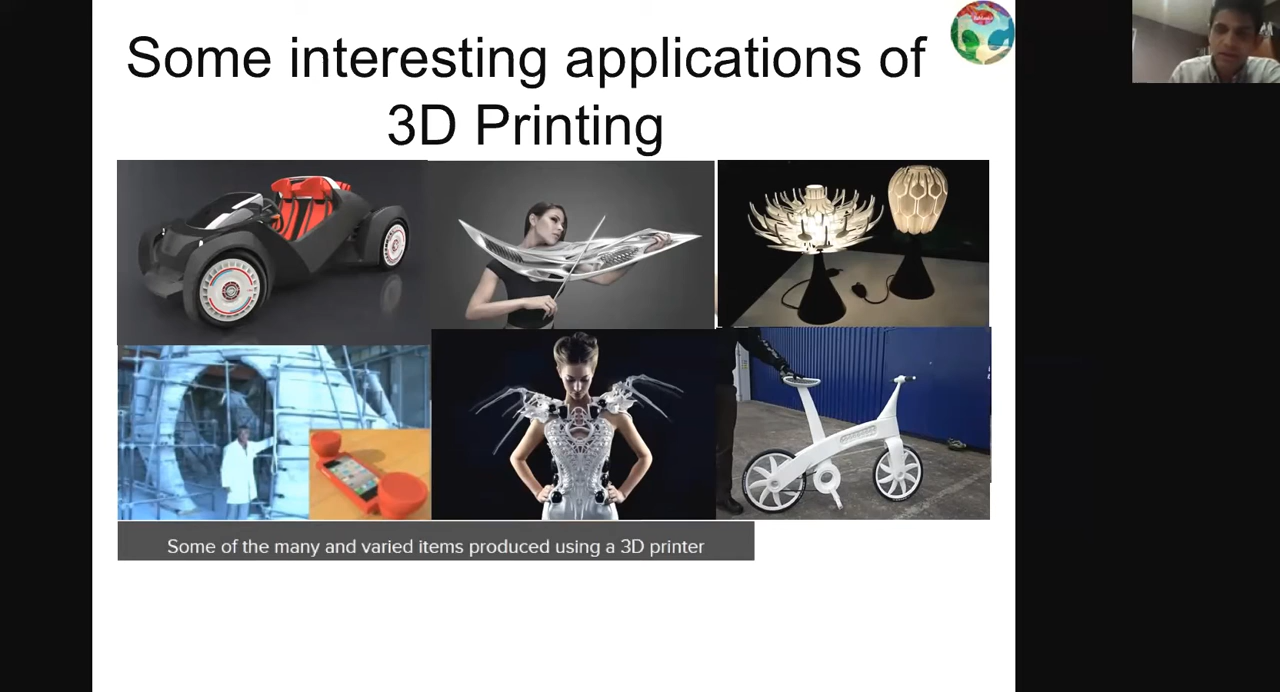 Some interesting applications of
3D Printing
Some of the many and varied items produced using a 3D printer